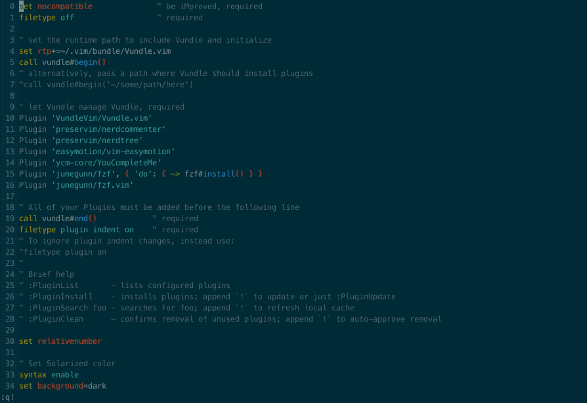 0 set nocompatible " be iMproved, required
1 filetype off " required
2
3 " set the runtime path to include Vundle and initialize
4 set rtp+=~/.vim/bundle/Vundle.vim
5 call vundle#begin()
6 " alternatively, pass a path where Vundle should install plugins
7 "call vundle#begin('~/some/path/here')
8
9 " let Vundle manage Vundle, required
10 Plugin 'VundleVim/Vundle.vim'
11 Plugin 'preservim/nerdcommenter'
12 Plugin 'preservim/nerdtree'
13 Plugin 'easymotion/vim-easymotion'
14 Plugin 'ycm-core/YouCompleteMe'
15 Plugin 'junegunn/fzf', { 'do': { -> fzf#install() } }
16 Plugin 'junegunn/fzf.vim'
17
18 " All of your Plugins must be added before the following line
19 call vundle#end() " required
20 filetype plugin indent on " required
21 " To ignore plugin indent changes, instead use:
22 "filetype plugin on
23 "
24 " Brief help
25 " :PluginList - lists configured plugins
26 " :PluginInstall - installs plugins; append `!` to update or just :PluginUpdate
27 " :PluginSearch foo - searches for foo; append `!` to refresh local cache
28 " :PluginClean - confirms removal of unused plugins; append `!` to auto-approve removal
29
30 set relativenumber
31
32 " Set Solarized color
33 syntax enable
34 set background=dark
:q!